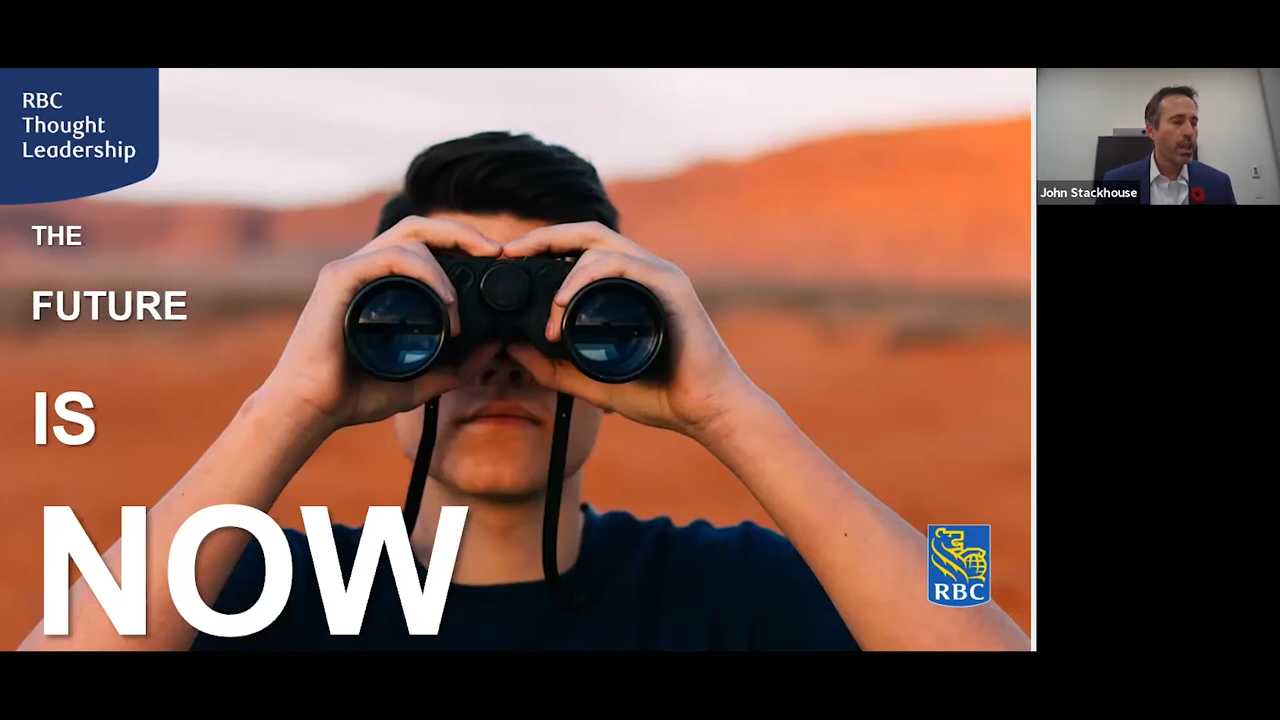 RBC
Thought
Leadership
THE
FUTURE
IS
NOW
RBC
John Stackhouse